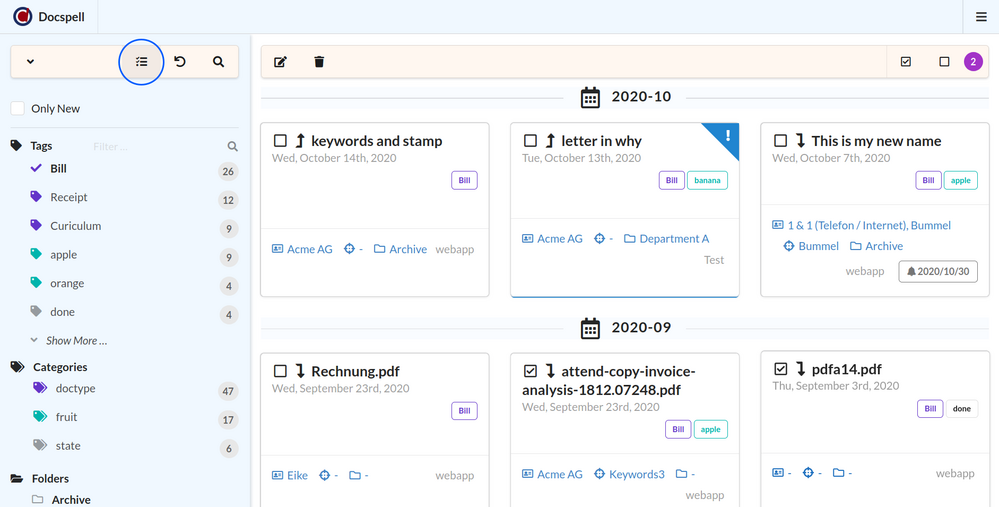 Docspell
2
Only New
Tags
Filter ...
Bill
26
Receipt
12
Curiculum
9
apple
9
orange
4
done
4
Show More ...
Categories
doctype
47
fruit
17
state
6
Folders
Archive
2020-10
keywords and stamp
Wed, October 14th, 2020
Bill
Acme AG - Archive webapp
letter in why
!
Tue, October 13th, 2020
Bill banana
Acme AG - Department A
Test
This is my new name
Wed, October 7th, 2020
Bill apple
1 & 1 (Telefon / Internet), Bummel
Bummel Archive
webapp 2020/10/30
2020-09
Rechnung.pdf
Wed, September 23rd, 2020
Bill
Eike - - webapp
attend-copy-invoice-
analysis-1812.07248.pdf
Wed, September 23rd, 2020
Bill apple
Acme AG Keywords3 -
webapp
pdfa14.pdf
Thu, September 3rd, 2020
Bill done
- - - webapp